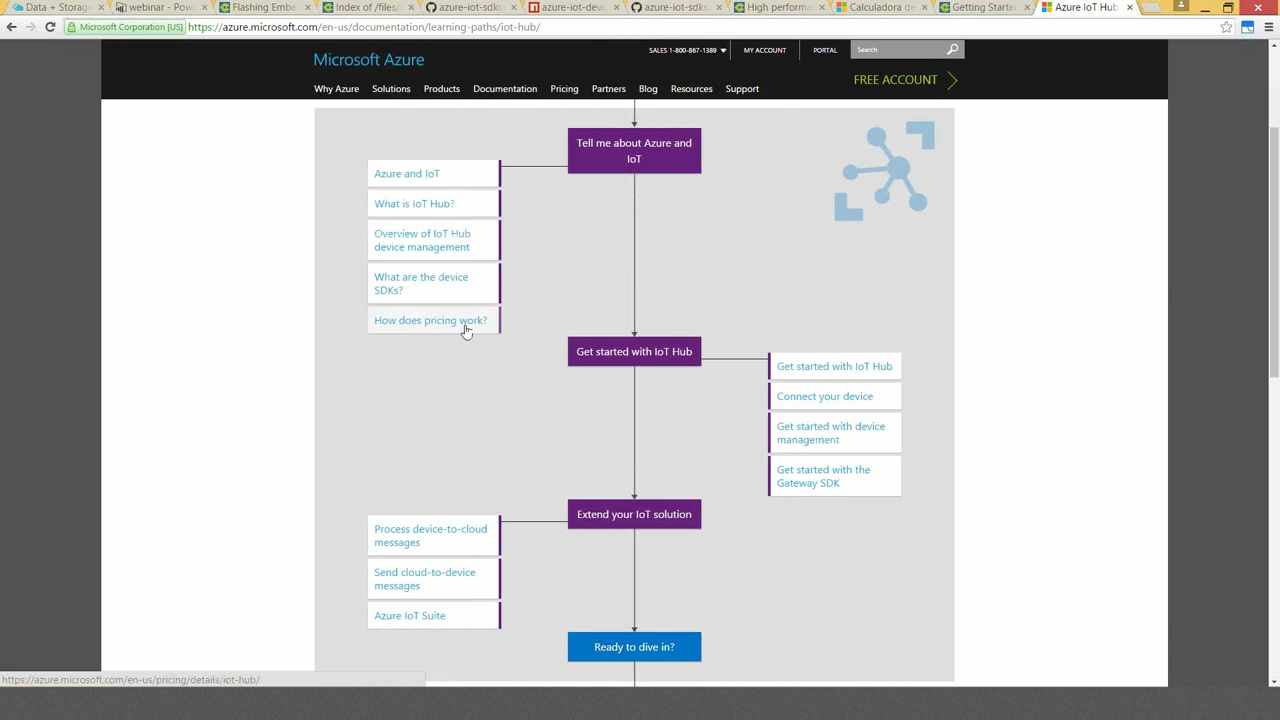 Data + Storage
webinar - Pow
Flashing Embe
Index of /files/
azure-iot-sdks
azure-iot-dev
azure-iot-sdks
High performa
Calculadora de
Getting Starte
Azure IoT Hub
Microsoft Corporation [US]
https://azure.microsoft.com/en-us/documentation/learning-paths/iot-hub/
Microsoft Azure
SALES 1-800-867-1389
MY ACCOUNT
PORTAL
Search
FREE ACCOUNT
Why Azure
Solutions
Products
Documentation
Pricing
Partners
Blog
Resources
Support
Tell me about Azure and
IoT
Azure and IoT
What is IoT Hub?
Overview of IoT Hub
device management
What are the device
SDKs?
How does pricing work?
Get started with IoT Hub
Get started with IoT Hub
Connect your device
Get started with device
management
Get started with the
Gateway SDK
Extend your IoT solution
Process device-to-cloud
messages
Send cloud-to-device
messages
Azure IoT Suite
Ready to dive in?
https://azure.microsoft.com/en-us/pricing/details/iot-hub/